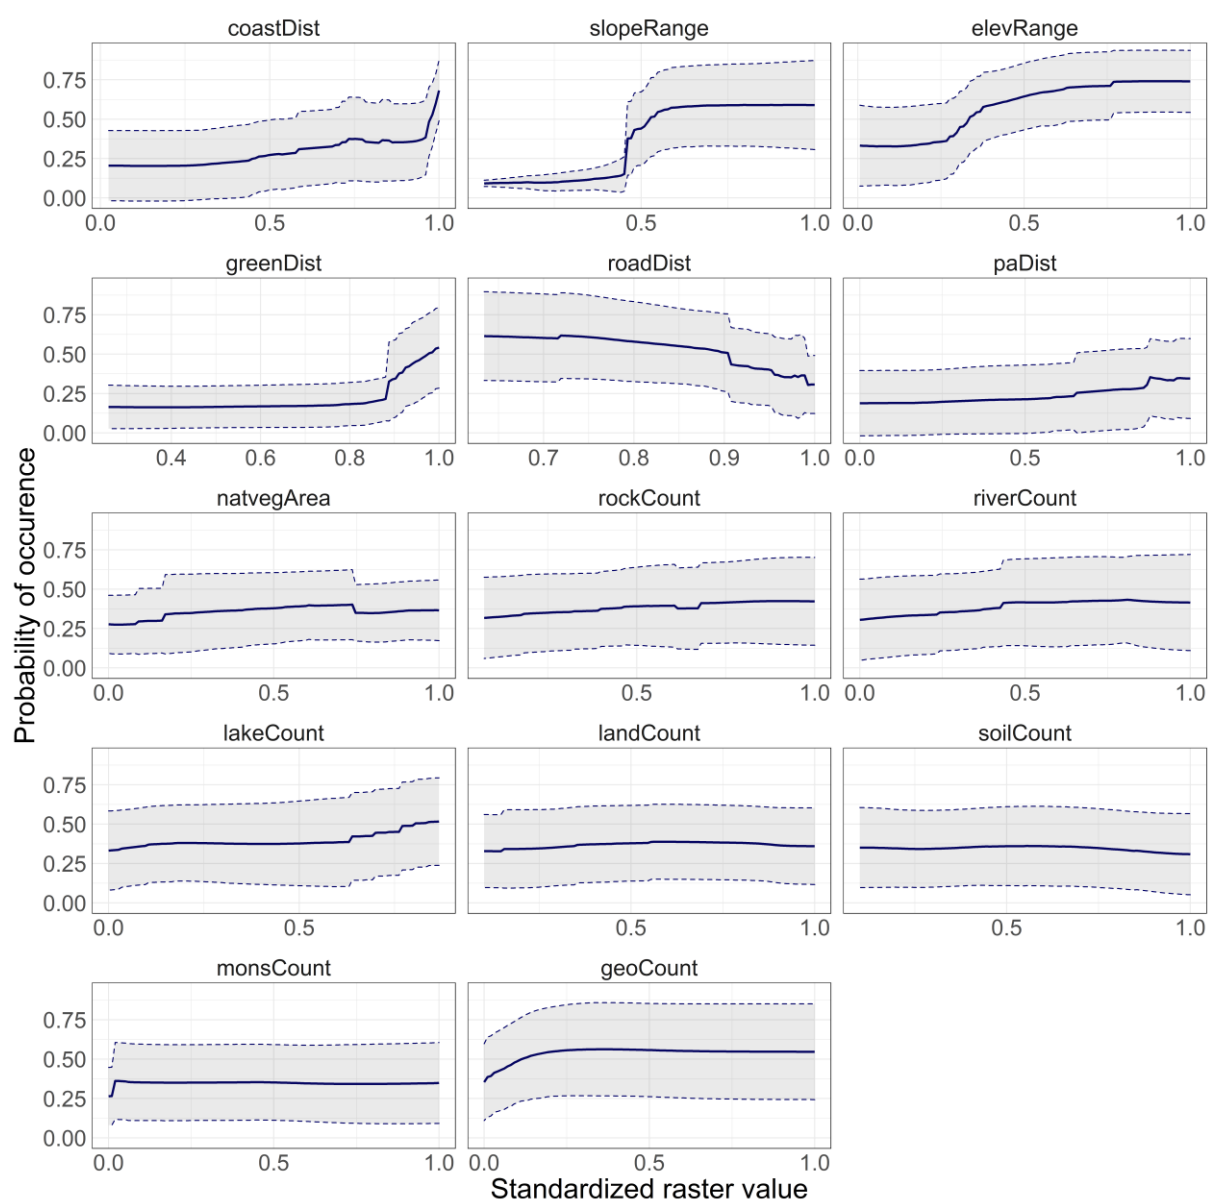 coastDist slopeRange elevRange
0.75
0.50
0.25
0.00
0.0 0.5 1.0 0.5 1.0 0.0 0.5 1.0
greenDist roadDist paDist
0.75
0.50
0.25
0.00
0.4 0.6 0.8 1.0 0.7 0.8 0.9 1.0 0.0 0.5 1.0
natvegArea rockCount riverCount
0.75
0.50
0.25
0.00
0.0 0.5 1.0 0.5 1.0 0.0 0.5 1.0
Probability of occurence
lakeCount landCount soilCount
0.75
0.50
0.25
0.00
0.0 0.5 0.5 1.0 0.5 1.0
monsCount geoCount
0.75
0.50
0.25
0.00
0.0 0.5 1.0 0.0 0.5 1.0
Standardized raster value